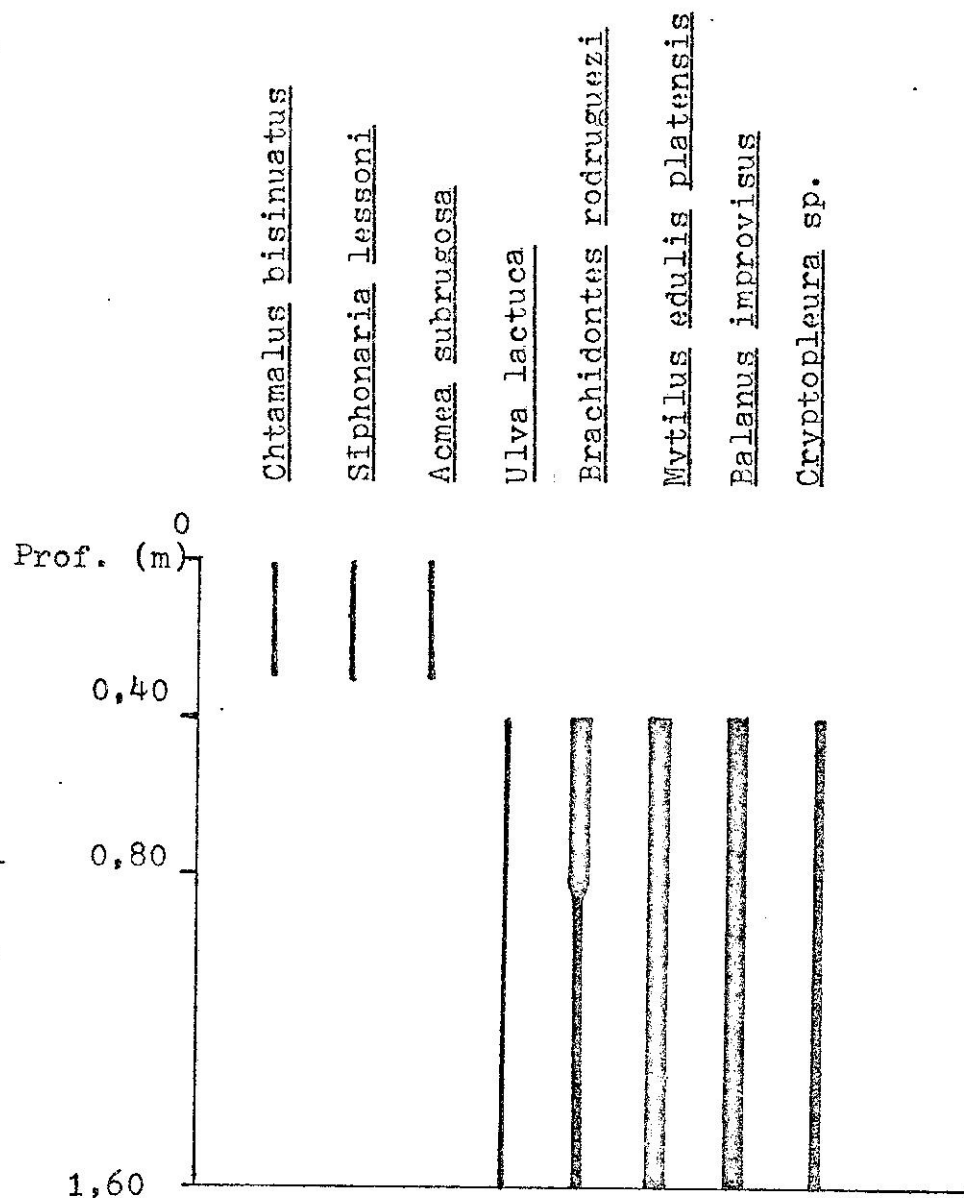 Chtamalus bisinuatus
Siphonaria lessoni
Acmea subrugosa
Ulva lactuca
Brachidontes rodruguezi
Mytilus edulis platensis
Balanus improvisus
Cryptopleura sp.
0
Prof. (m)
0,40
0,80
1,60